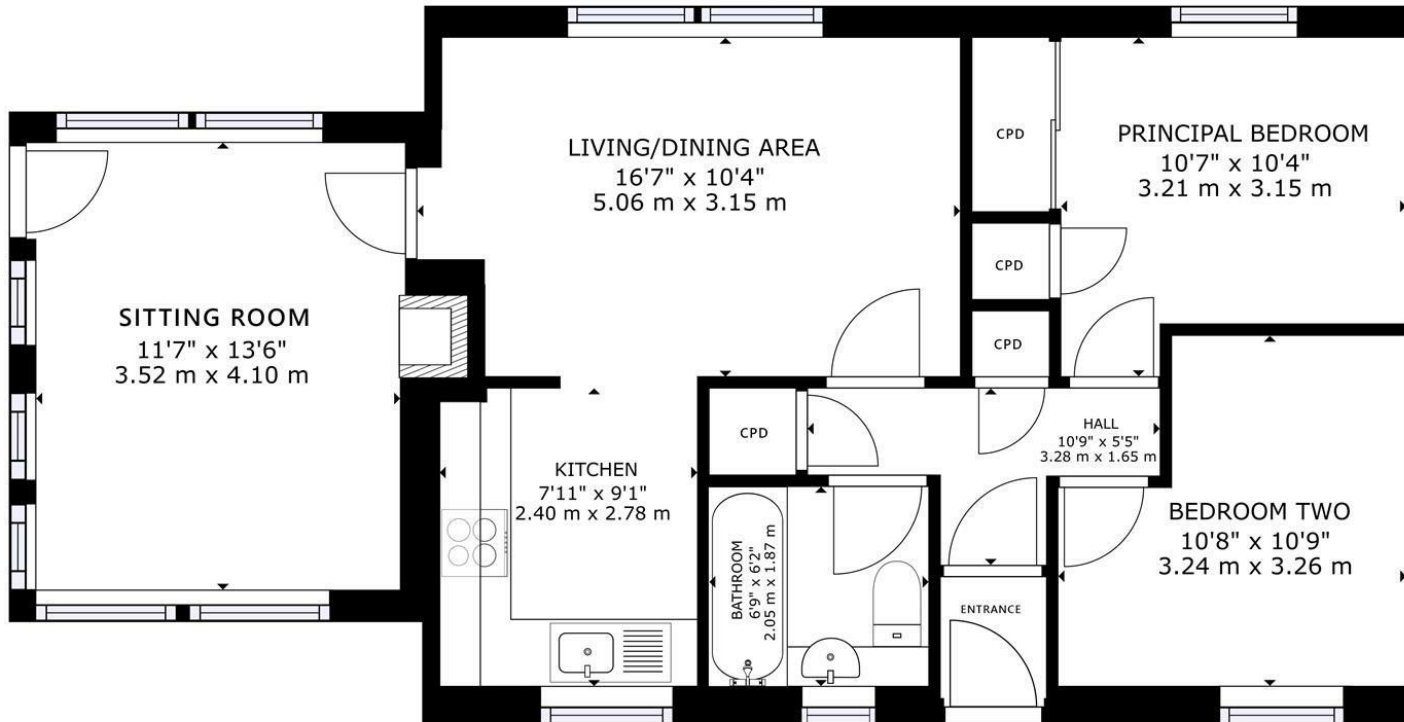 LIVING/DINING AREA
16'7" x 10'4"
5.06 m x 3.15 m
CPD
PRINCIPAL BEDROOM
10'7" x 10'4"
3.21 m x 3.15 m
CPD
SITTING ROOM
11'7" x 13'6"
3.52 m x 4.10 m
CPD
CPD
HALL
10'9" x 5'5"
3.28 m x 1.65 m
KITCHEN
7'11" x 9'1"
2.40 m x 2.78 m
BATHROOM
6'9" x 6'2"
2.05 m x 1.87 m
BEDROOM TWO
10'8" x 10'9"
3.24 m x 3.26 m
ENTRANCE